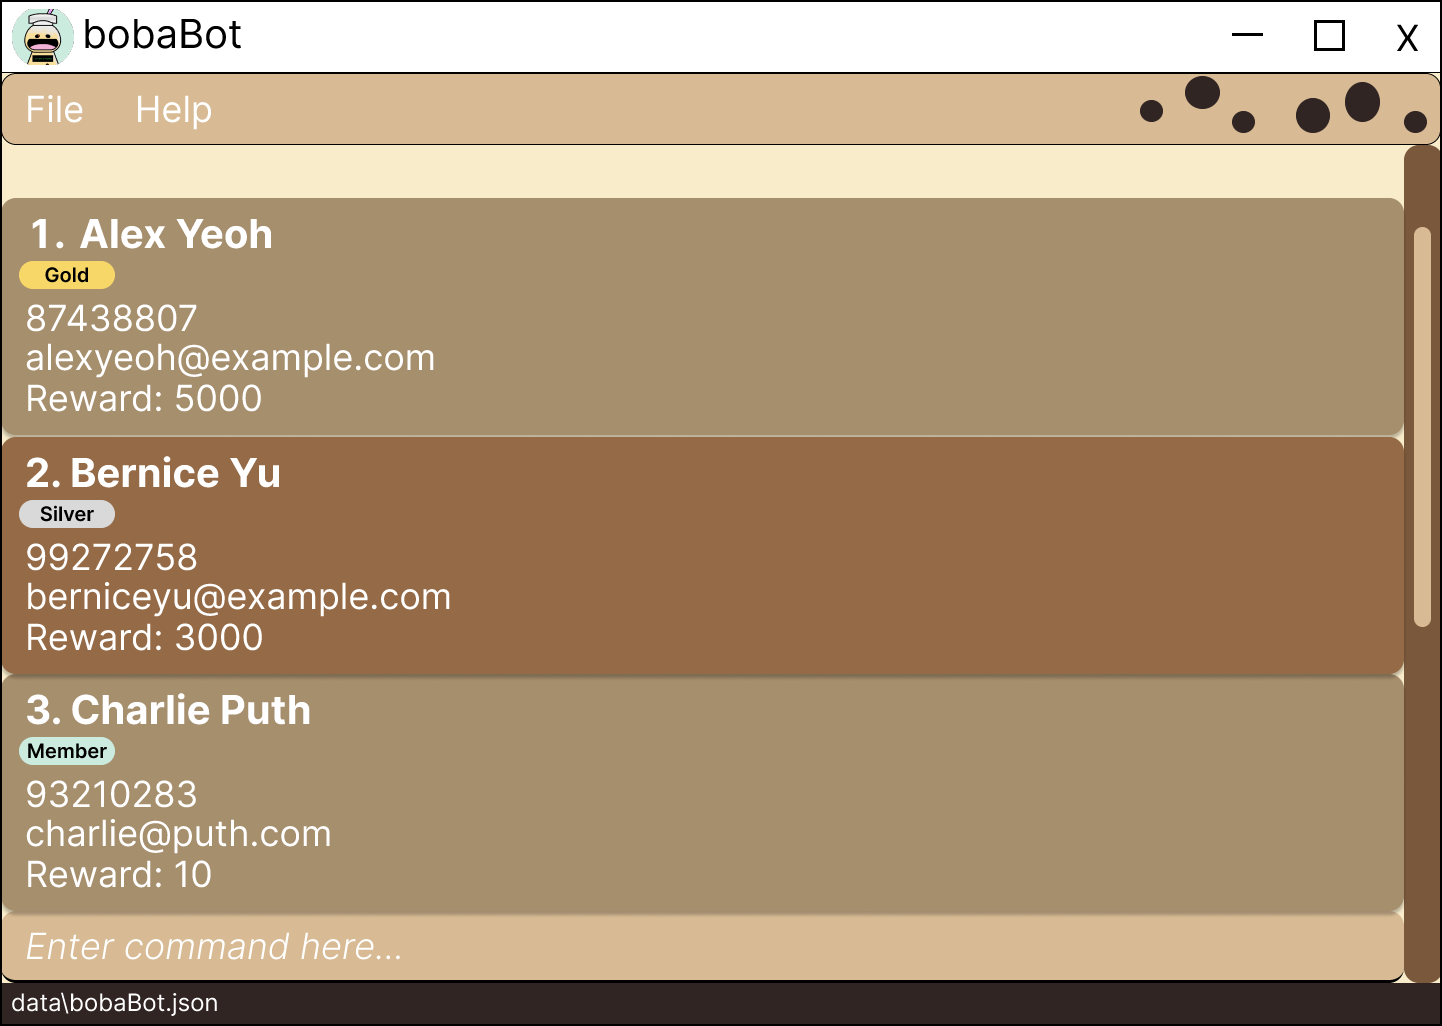 bobaBot
X
File Help
1. Alex Yeoh
Gold
87438807
alexyeoh@example.com
Reward: 5000
2. Bernice Yu
Silver
99272758
berniceyu@example.com
Reward: 3000
3. Charlie Puth
Member
93210283
charlie@puth.com
Reward: 10
Enter command here...
data\bobaBot.json